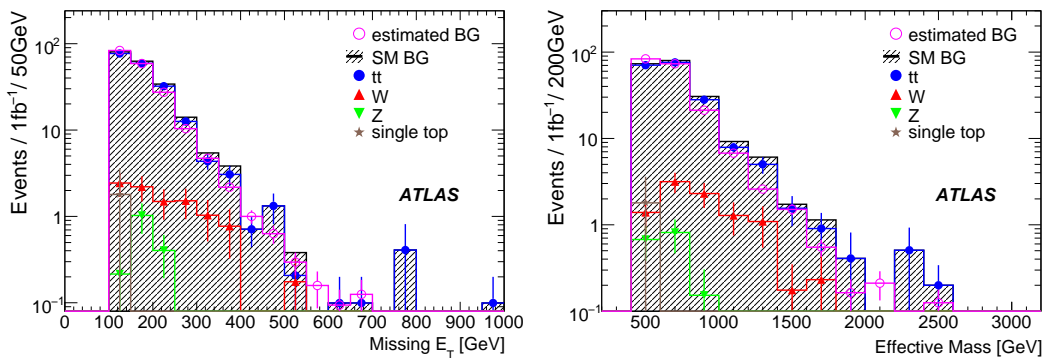 Events / 1fb⁻¹/ 50GeV
10²
10
1
10⁻¹
estimated BG
SM BG
tt
W
Z
single top
ATLAS
0 100 200 300 400 500 600 700 800 900 1000
Missing E_T [GeV]
Events / 1fb⁻¹/ 200GeV
10²
10
1
10⁻¹
estimated BG
SM BG
tt
W
Z
single top
ATLAS
500 1000 1500 2000 2500 3000
Effective Mass [GeV]